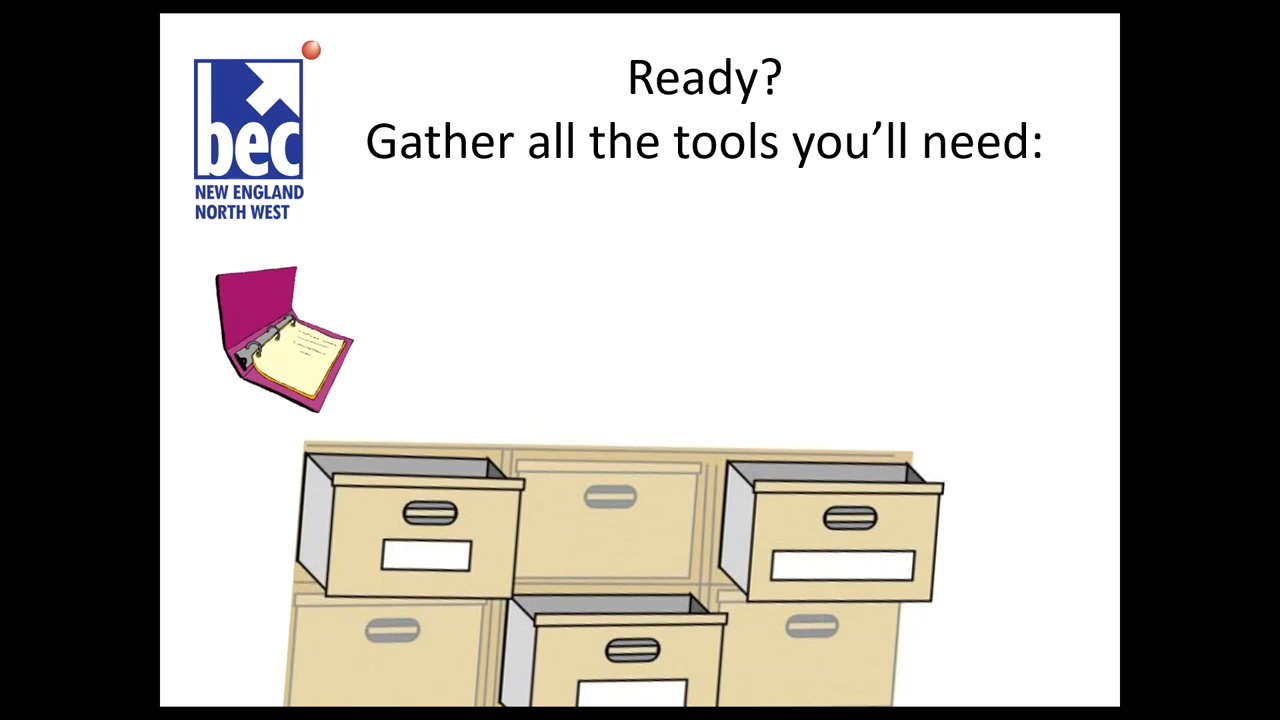 Ready?
Gather all the tools you’ll need:
bec
NEW ENGLAND
NORTH WEST